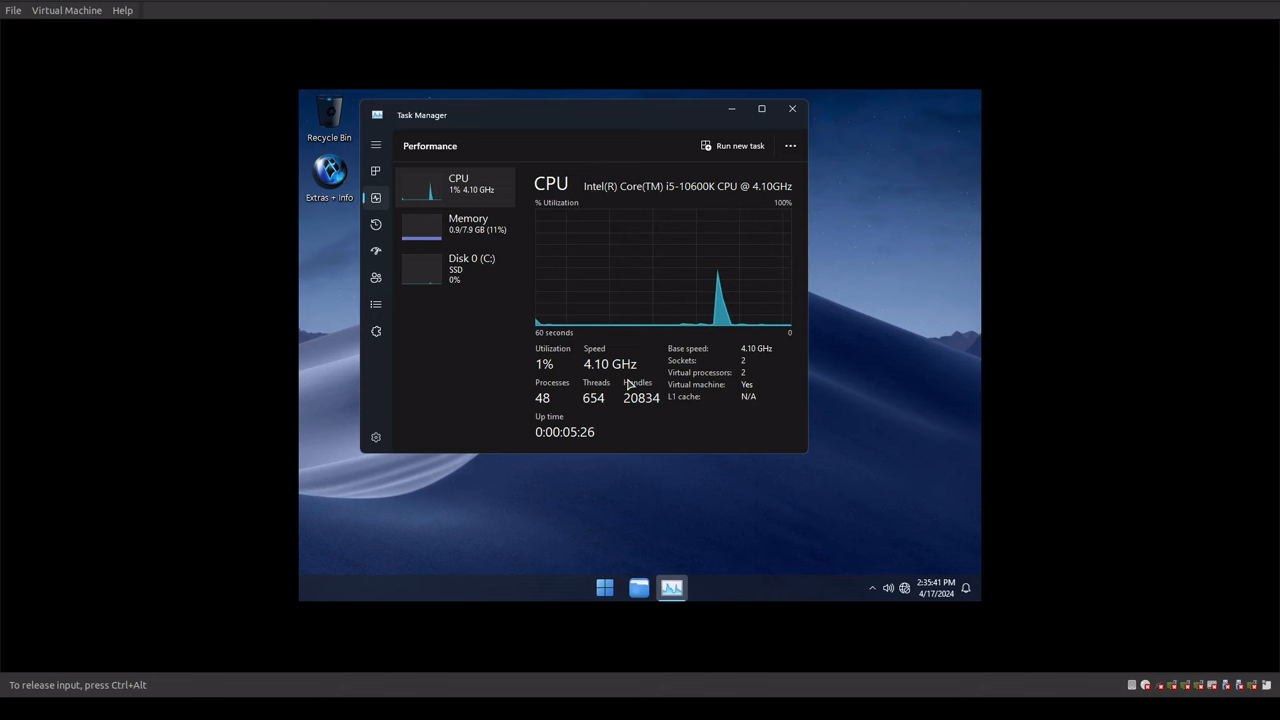 File Virtual Machine Help
Recycle Bin
Extras + Info
Task Manager
Performance
Run new task
CPU
1% 4.10 GHz
Memory
0.9/7.9 GB (11%)
Disk 0 (C:)
SSD
0%
CPU Intel(R) Core(TM) i5-10600K CPU @ 4.10GHz
% Utilization 100%
60 seconds 0
Utilization Speed
1% 4.10 GHz
Processes Threads
48 654 20834
Up time
0:00:05:26
Base speed: 4.10 GHz
Sockets: 2
Virtual processors: 2
Virtual machine: Yes
L1 cache: N/A
2:35:41 PM
4/17/2024
To release input, press Ctrl+Alt